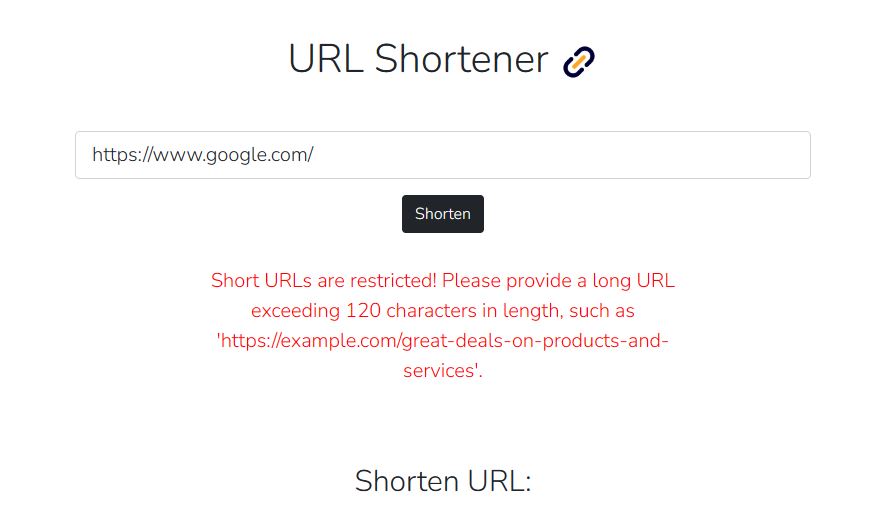 URL Shortener
https://www.google.com/
Shorten
Short URLs are restricted! Please provide a long URL
exceeding 120 characters in length, such as
'https://example.com/great-deals-on-products-and-
services'.
Shorten URL: